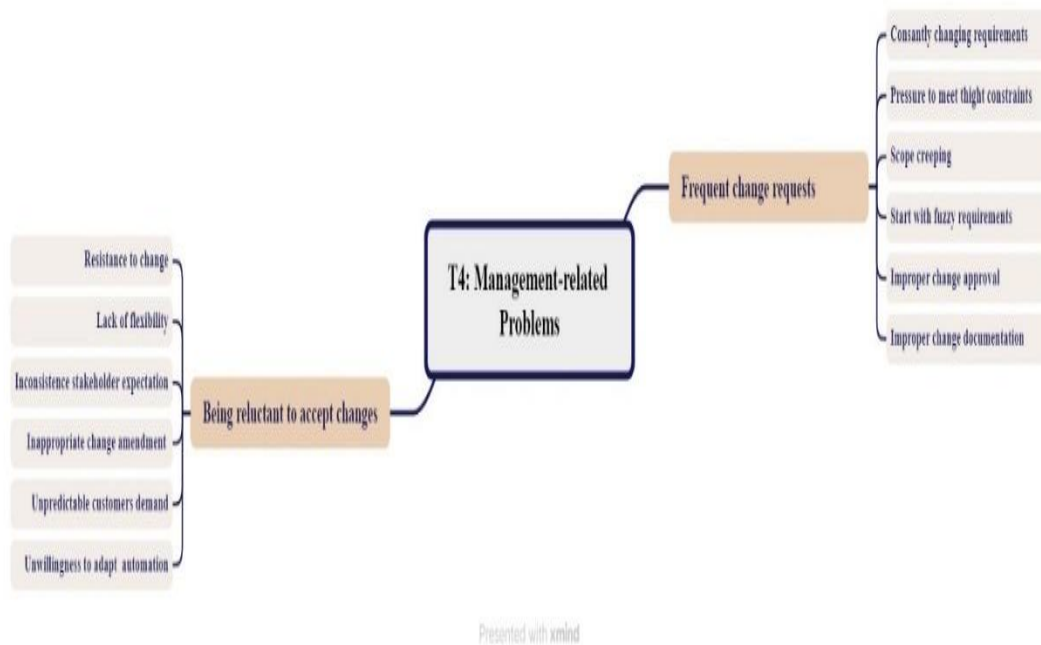 T4: Management-related
Problems
Frequent change requests
Consantly changing requirements
Pressure to meet thight constraints
Scope creeping
Start with fuzzy requirements
Improper change approval
Improper change documentation
Being reluctant to accept changes
Resistance to change
Lack of flexibility
Inconsistence stakeholder expectation
Inappropriate change amendment
Unpredictable customers demand
Unwillingness to adapt automation
Presented with xmind